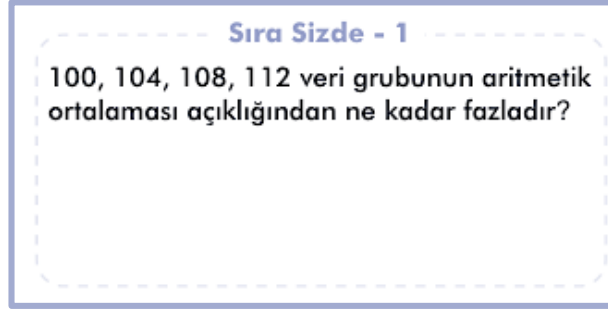 Sıra Sizde - 1
100, 104, 108, 112 veri grubunun aritmetik
ortalaması açıklığından ne kadar fazladır?